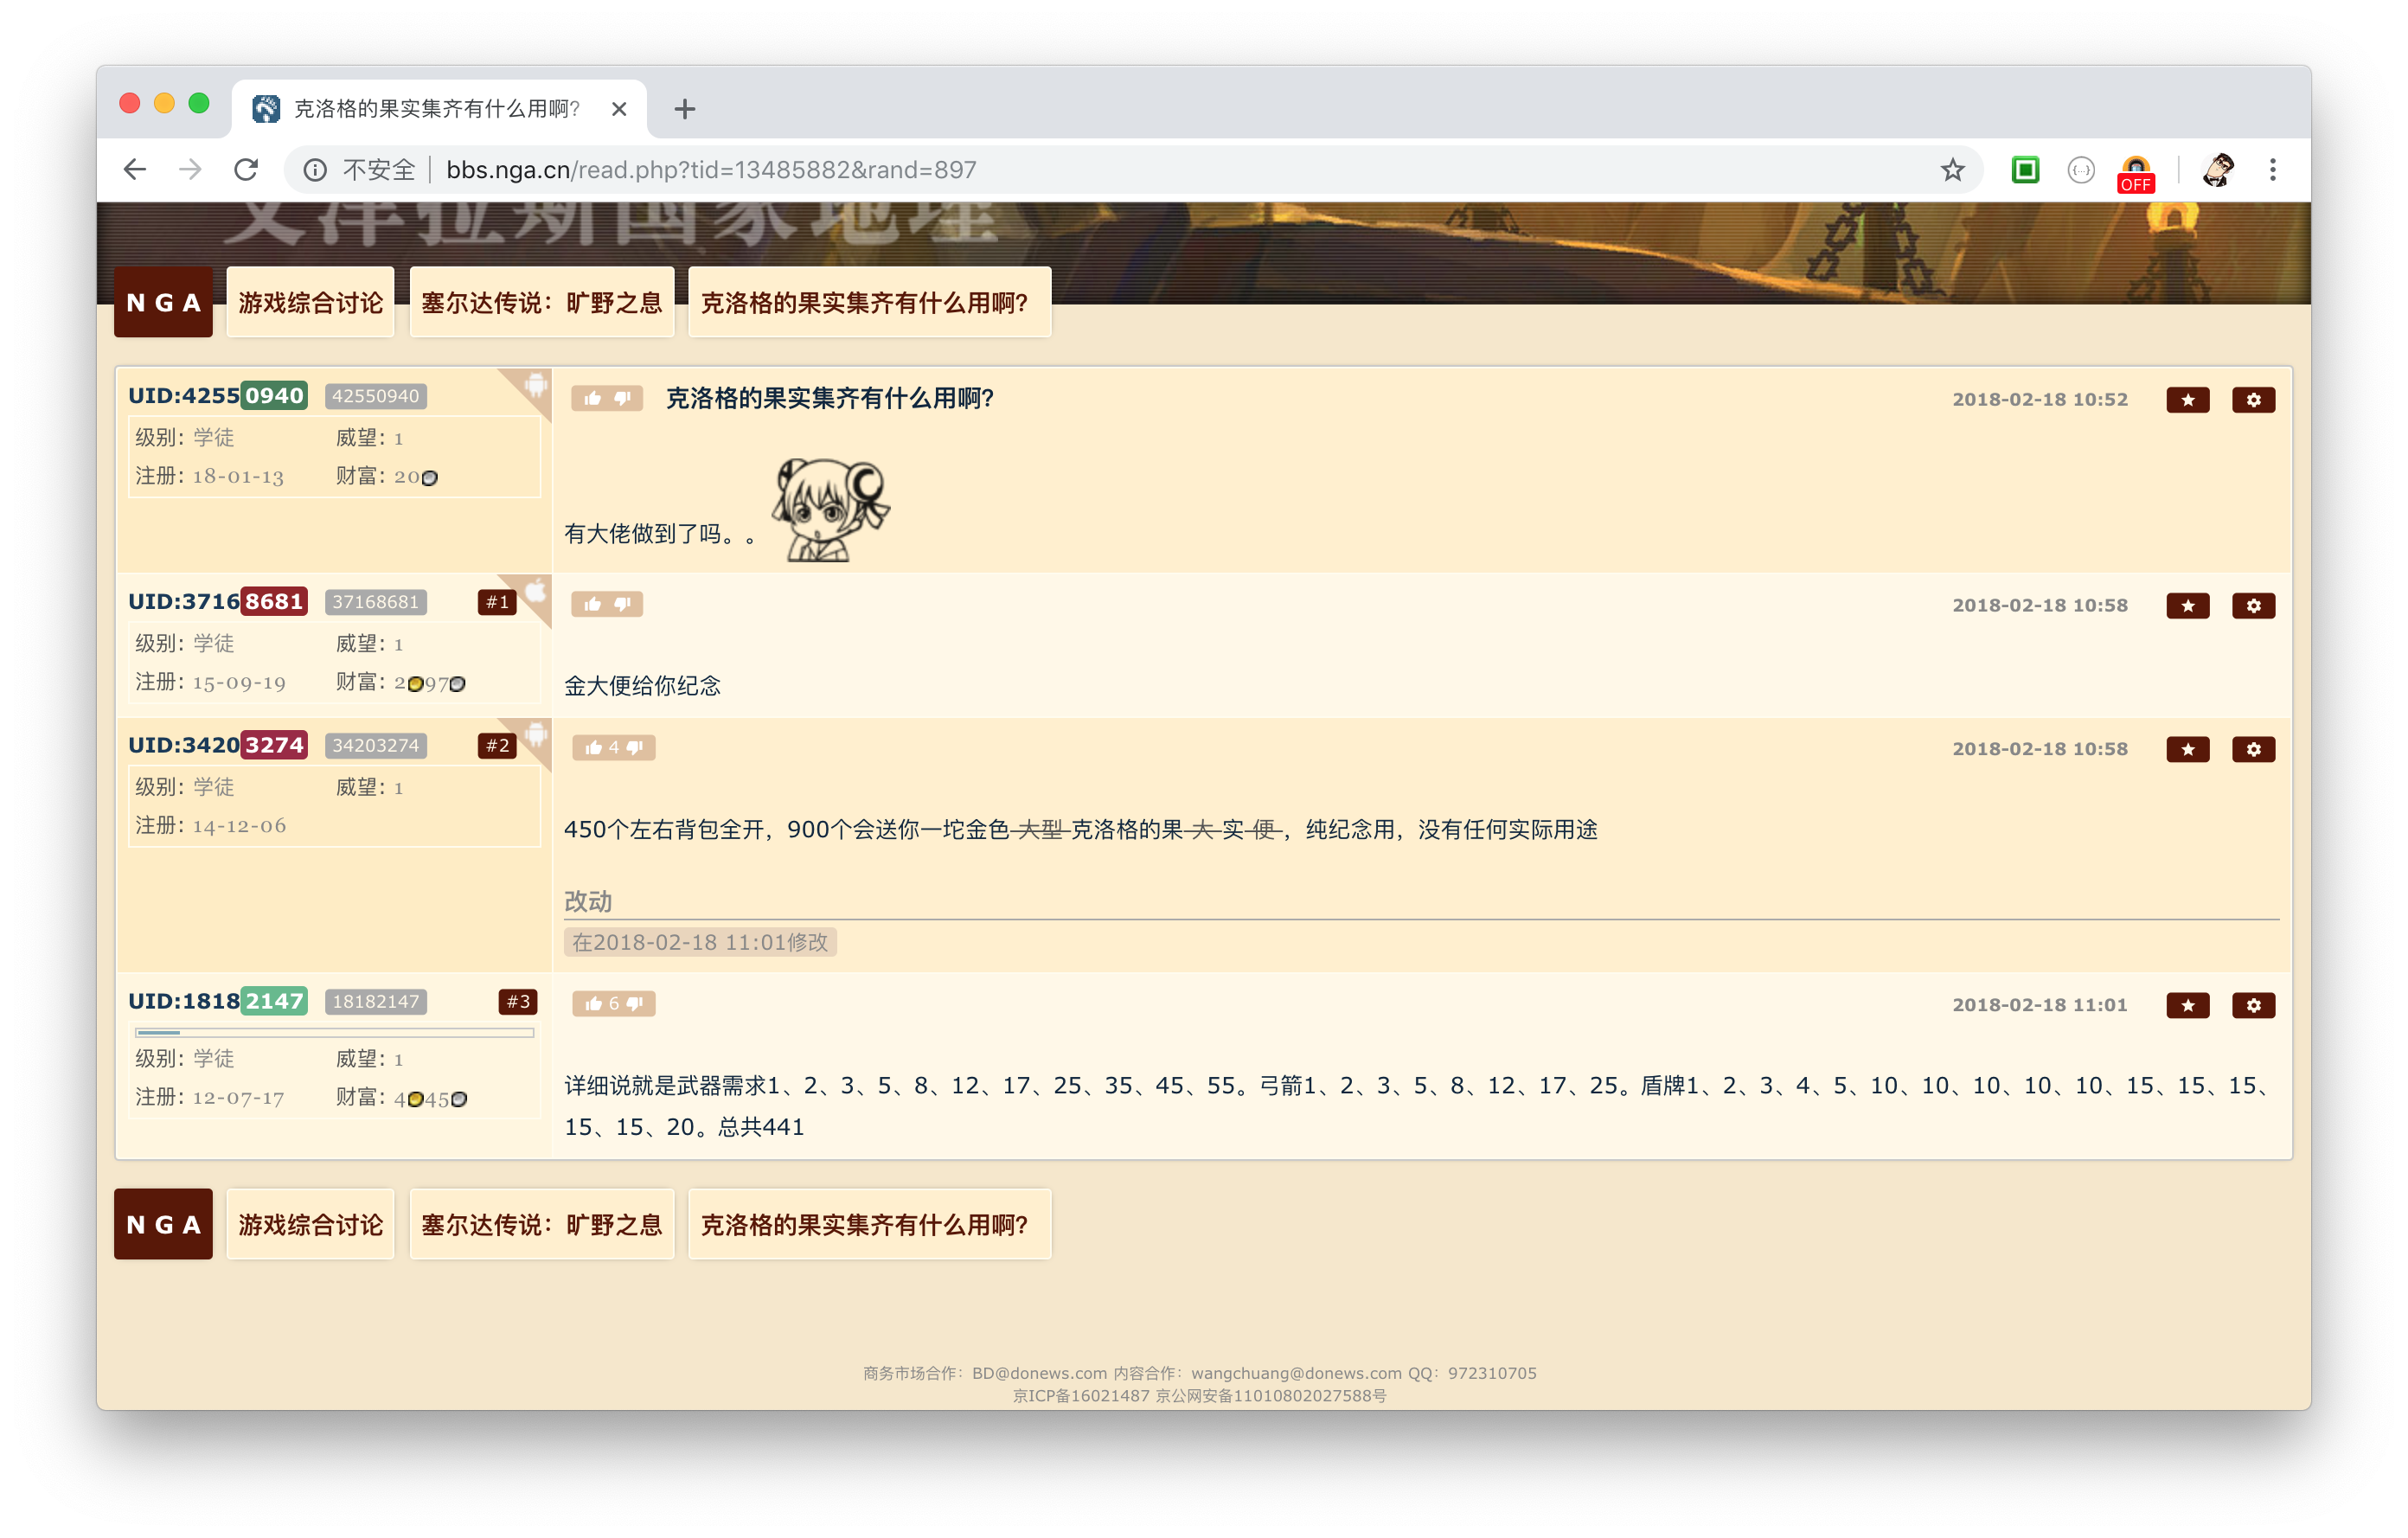 克洛格的果实集齐有什么用啊?
不安全 | bbs.nga.cn/read.php?tid=13485882&rand=897
OFF
艾泽拉斯国家地理
NGA 游戏综合讨论 塞尔达传说：旷野之息 克洛格的果实集齐有什么用啊?
UID:42550940 42550940
级别：学徒 威望：1
注册：18-01-13 财富：20
克洛格的果实集齐有什么用啊? 2018-02-18 10:52
有大佬做到了吗。。
UID:37168681 37168681 #1
级别：学徒 威望：1
注册：15-09-19 财富：2 97
2018-02-18 10:58
金大便给你纪念
UID:34203274 34203274 #2
级别：学徒 威望：1
注册：14-12-06
4 2018-02-18 10:58
450个左右背包全开，900个会送你一坨金色 大型 克洛格的果 大 实 便 ，纯纪念用，没有任何实际用途
改动
在2018-02-18 11:01修改
UID:18182147 18182147 #3
级别：学徒 威望：1
注册：12-07-17 财富：4 45
6 2018-02-18 11:01
详细说就是武器需求1、2、3、5、8、12、17、25、35、45、55。弓箭1、2、3、5、8、12、17、25。盾牌1、2、3、4、5、10、10、10、10、10、15、15、15、
15、15、20。总共441
NGA 游戏综合讨论 塞尔达传说：旷野之息 克洛格的果实集齐有什么用啊?
商务市场合作：BD@donews.com 内容合作：wangchuang@donews.com QQ：972310705
京ICP备16021487 京公网安备11010802027588号